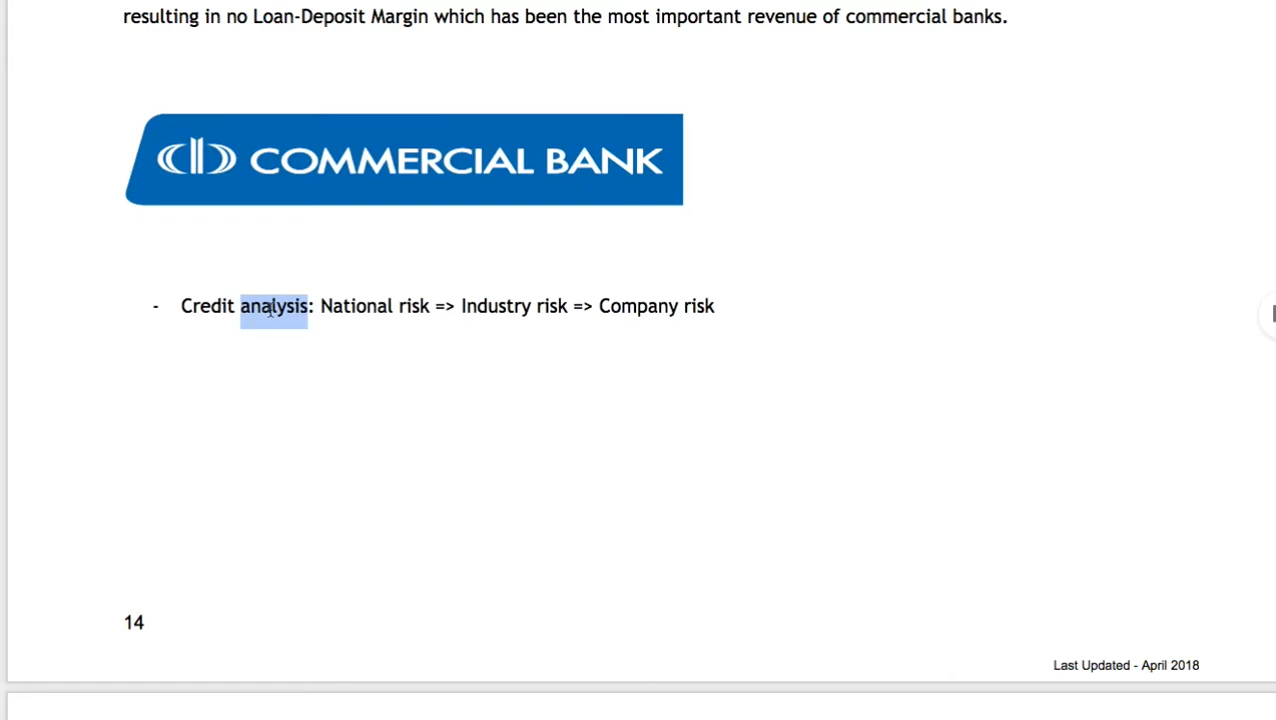 resulting in no Loan-Deposit Margin which has been the most important revenue of commercial banks.
COMMERCIAL BANK
- Credit analysis: National risk => Industry risk => Company risk
14
Last Updated - April 2018